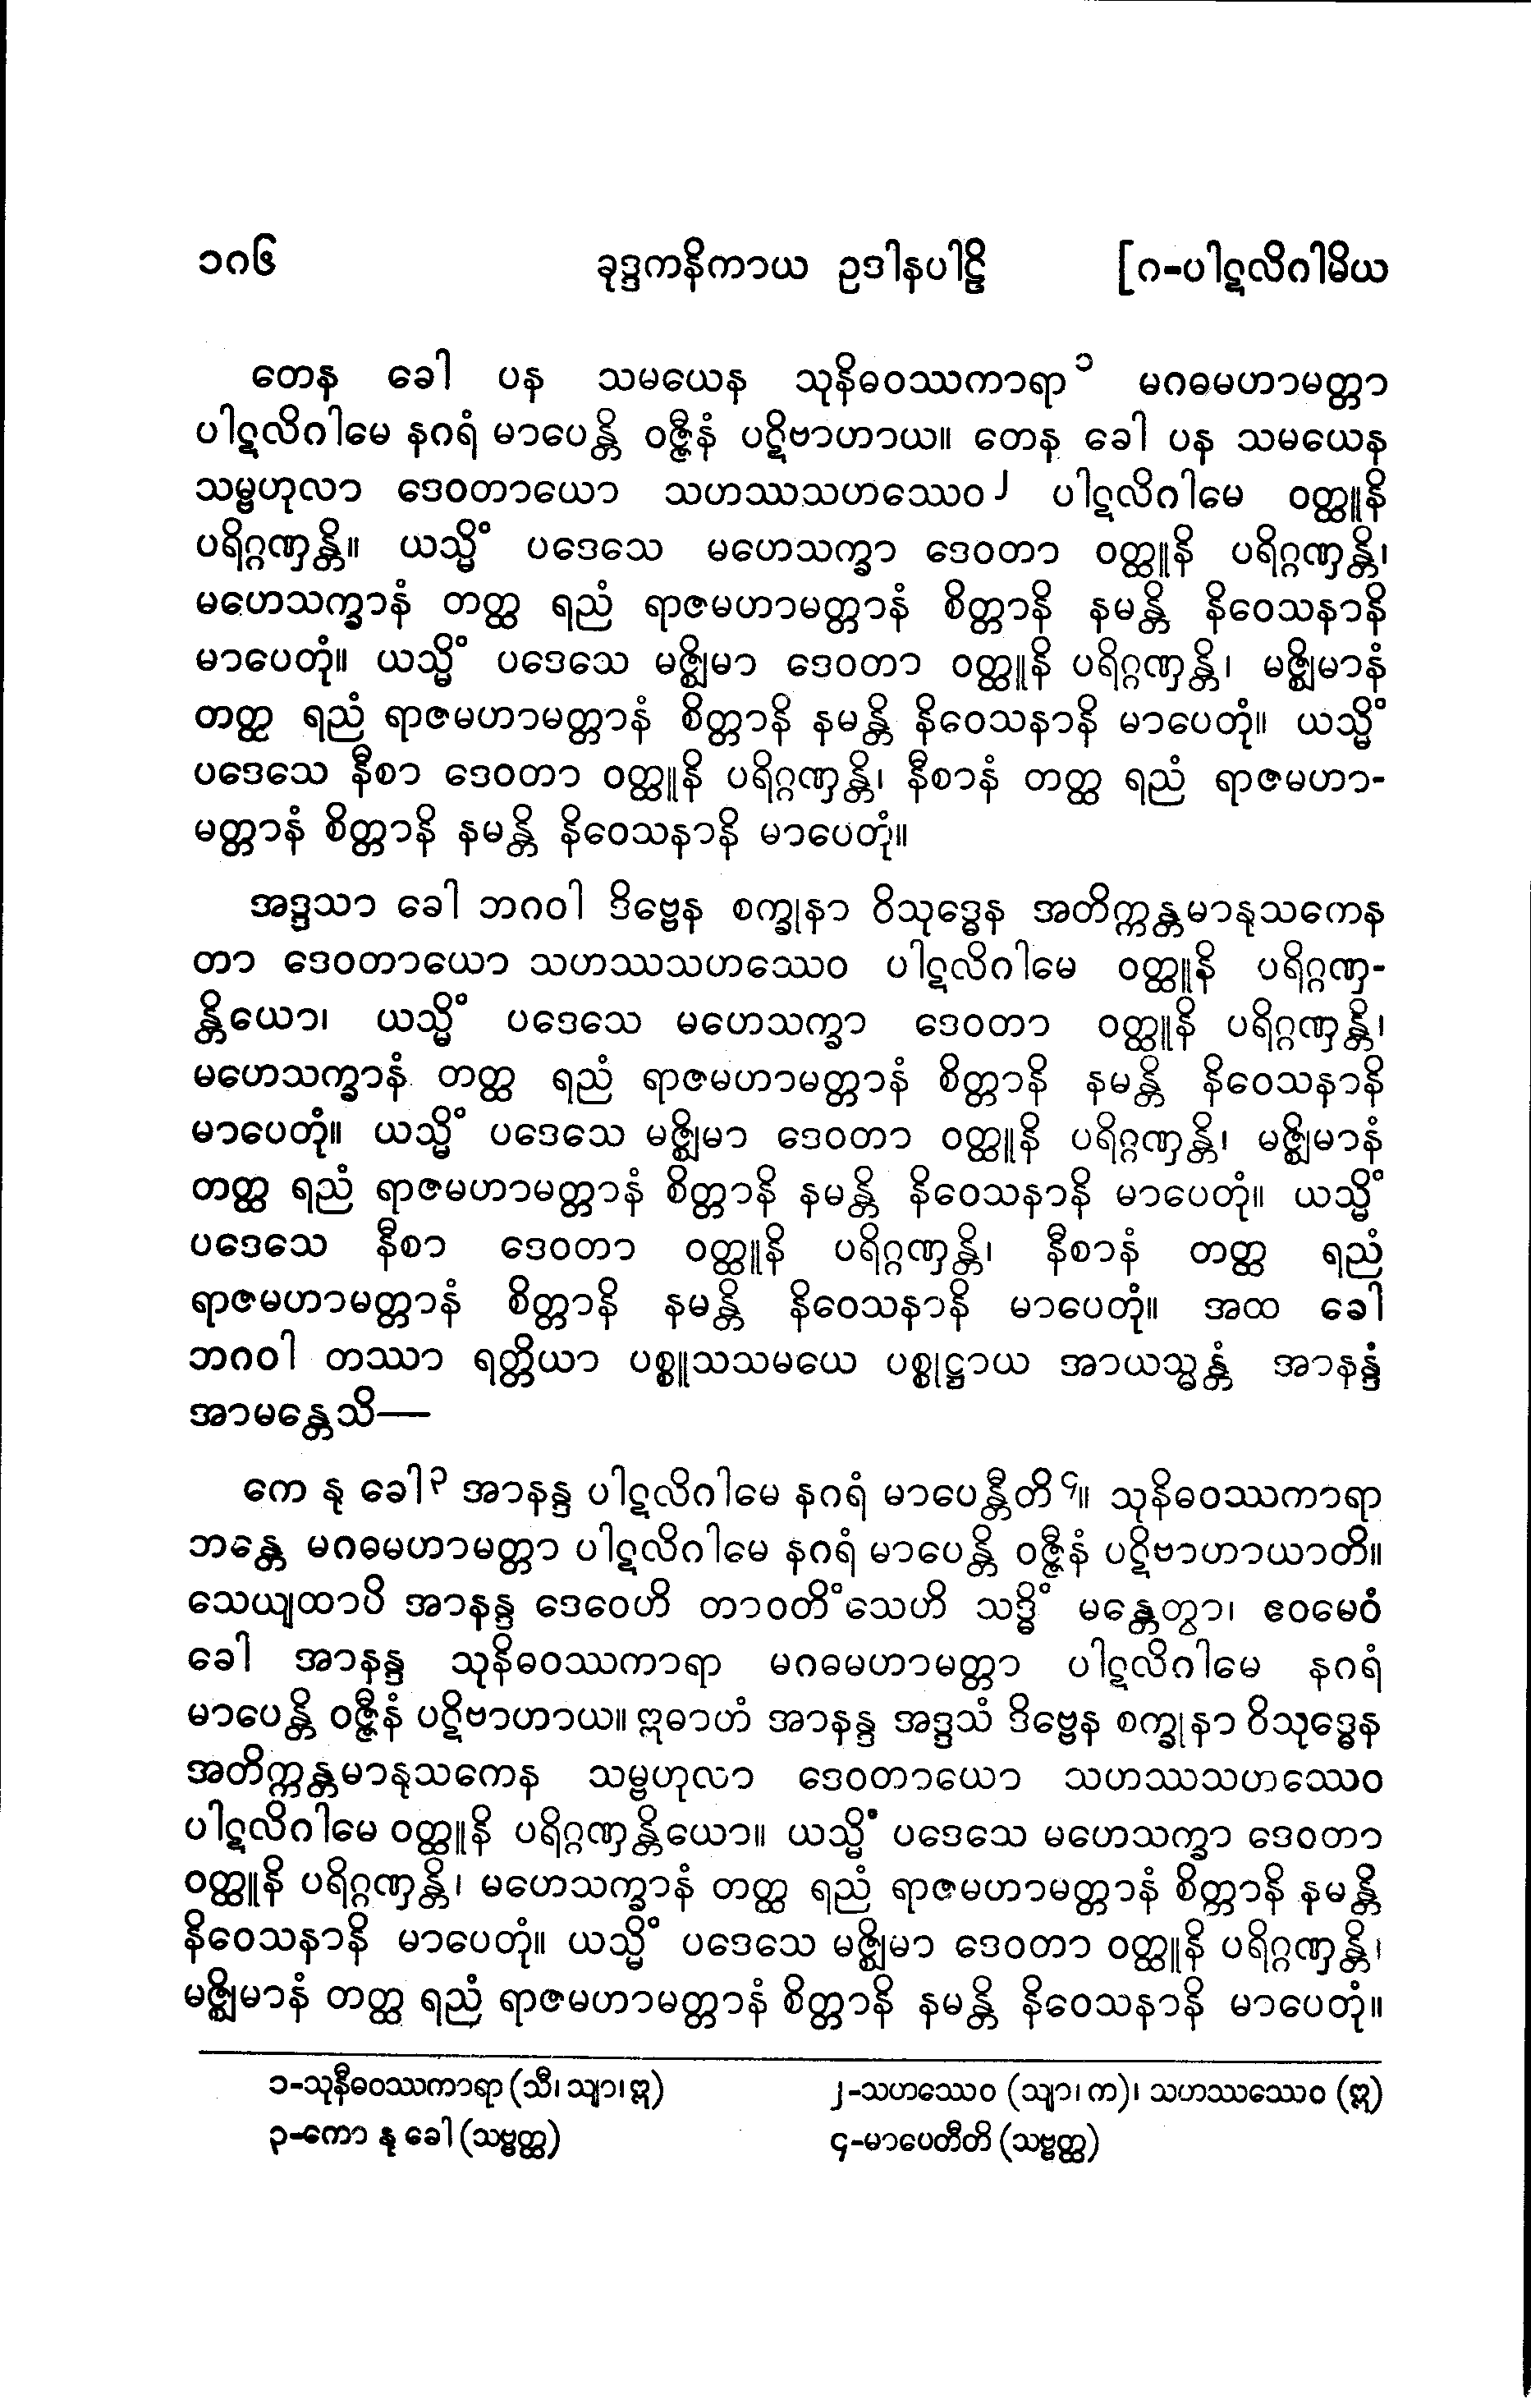 ၁၈၆ ခုဒ္ဒကနိကာယ ဥဒါနပါဠိ [၈-ပါဋလိဂါမိယ
တေန ခေါ ပန သမယေန သုနိဓဝဿကာရာ ၁ မဂဓမဟာမတ္တာ
ပါဋလိဂါမေ နဂရံ မာပေန္တိ ဝဇ္ဇီနံ ပဋိဗာဟာယ။ တေန ခေါ ပန သမယေန
သမ္ဗဟုလာ ဒေဝတာယော သဟဿသဟဿေဝ ၂ ပါဋလိဂါမေ ဝတ္ထူနိ
ပရိဂ္ဂဏှန္တိ။ ယသ္မိံ ပဒေသေ မဟေသက္ခာ ဒေဝတာ ဝတ္ထူနိ ပရိဂ္ဂဏှန္တိ၊
မဟေသက္ခာနံ တတ္ထ ရညံ ရာဇမဟာမတ္တာနံ စိတ္တာနိ နမန္တိ နိဝေသနာနိ
မာပေတုံ။ ယသ္မိံ ပဒေသေ မဇ္ဈိမာ ဒေဝတာ ဝတ္ထူနိ ပရိဂ္ဂဏှန္တိ၊ မဇ္ဈိမာနံ
တတ္ထ ရညံ ရာဇမဟာမတ္တာနံ စိတ္တာနိ နမန္တိ နိဝေသနာနိ မာပေတုံ။ ယသ္မိံ
ပဒေသေ နီစာ ဒေဝတာ ဝတ္ထူနိ ပရိဂ္ဂဏှန္တိ၊ နီစာနံ တတ္ထ ရညံ ရာဇမဟာ-
မတ္တာနံ စိတ္တာနိ နမန္တိ နိဝေသနာနိ မာပေတုံ။
အဒ္ဒသာ ခေါ ဘဂဝါ ဒိဗ္ဗေန စက္ခုနာ ဝိသုဒ္ဓေန အတိက္ကန္တမာနုသကေန
တာ ဒေဝတာယော သဟဿသဟဿေဝ ပါဋလိဂါမေ ဝတ္ထူနိ ပရိဂ္ဂဏှ-
န္တိယော၊ ယသ္မိံ ပဒေသေ မဟေသက္ခာ ဒေဝတာ ဝတ္ထူနိ ပရိဂ္ဂဏှန္တိ၊
မဟေသက္ခာနံ တတ္ထ ရညံ ရာဇမဟာမတ္တာနံ စိတ္တာနိ နမန္တိ နိဝေသနာနိ
မာပေတုံ။ ယသ္မိံ ပဒေသေ မဇ္ဈိမာ ဒေဝတာ ဝတ္ထူနိ ပရိဂ္ဂဏှန္တိ၊ မဇ္ဈိမာနံ
တတ္ထ ရညံ ရာဇမဟာမတ္တာနံ စိတ္တာနိ နမန္တိ နိဝေသနာနိ မာပေတုံ။ ယသ္မိံ
ပဒေသေ နီစာ ဒေဝတာ ဝတ္ထူနိ ပရိဂ္ဂဏှန္တိ၊ နီစာနံ တတ္ထ ရညံ
ရာဇမဟာမတ္တာနံ စိတ္တာနိ နမန္တိ နိဝေသနာနိ မာပေတုံ။ အထ ခေါ
ဘဂဝါ တဿာ ရတ္တိယာ ပစ္စူသသမယေ ပစ္စုဋ္ဌာယ အာယသ္မန္တံ အာနန္ဒံ
အာမန္တေသိ—
ကေ နု ခေါ ၃ အာနန္ဒ ပါဋလိဂါမေ နဂရံ မာပေန္တီတိ ၄။ သုနိဓဝဿကာရာ
ဘန္တေ မဂဓမဟာမတ္တာ ပါဋလိဂါမေ နဂရံ မာပေန္တိ ဝဇ္ဇီနံ ပဋိဗာဟာယာတိ။
သေယျထာပိ အာနန္ဒ ဒေဝေဟိ တာဝတိံသေဟိ သဒ္ဓိံ မန္တေတွာ၊ ဧဝမေဝံ
ခေါ အာနန္ဒ သုနိဓဝဿကာရာ မဂဓမဟာမတ္တာ ပါဋလိဂါမေ နဂရံ
မာပေန္တိ ဝဇ္ဇီနံ ပဋိဗာဟာယ။ ဣဓာဟံ အာနန္ဒ အဒ္ဒသံ ဒိဗ္ဗေန စက္ခုနာ ဝိသုဒ္ဓေန
အတိက္ကန္တမာနုသကေန သမ္ဗဟုလာ ဒေဝတာယော သဟဿသဟဿေဝ
ပါဋလိဂါမေ ဝတ္ထူနိ ပရိဂ္ဂဏှန္တိယော။ ယသ္မိံ ပဒေသေ မဟေသက္ခာ ဒေဝတာ
ဝတ္ထူနိ ပရိဂ္ဂဏှန္တိ၊ မဟေသက္ခာနံ တတ္ထ ရညံ ရာဇမဟာမတ္တာနံ စိတ္တာနိ နမန္တိ
နိဝေသနာနိ မာပေတုံ။ ယသ္မိံ ပဒေသေ မဇ္ဈိမာ ဒေဝတာ ဝတ္ထူနိ ပရိဂ္ဂဏှန္တိ၊
မဇ္ဈိမာနံ တတ္ထ ရညံ ရာဇမဟာမတ္တာနံ စိတ္တာနိ နမန္တိ နိဝေသနာနိ မာပေတုံ။
၁-သုနီဓဝဿကာရာ (သီ၊ သျာ၊ ဣ) ၂-သဟဿေဝ (သျာ၊ က)၊ သဟဿဿေဝ (ဣ)
၃-ကော နု ခေါ (သဗ္ဗတ္ထ) ၄-မာပေတီတိ (သဗ္ဗတ္ထ)